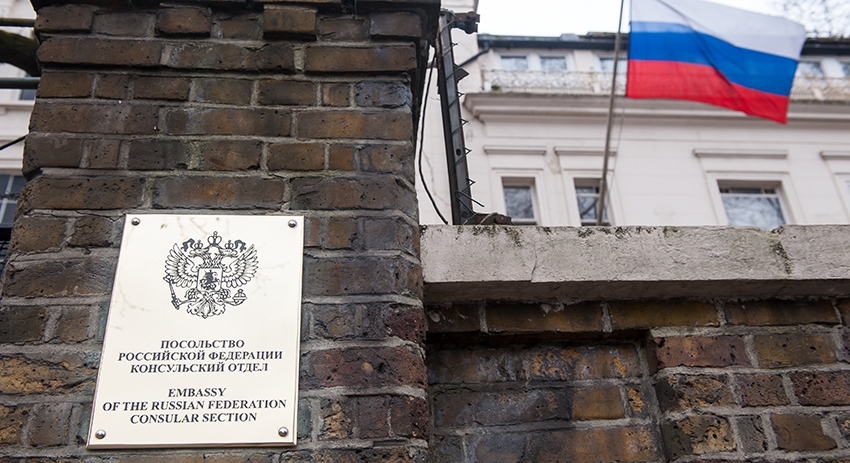 ПОСОЛЬСТВО
РОССИЙСКОЙ ФЕДЕРАЦИИ
КОНСУЛЬСКИЙ ОТДЕЛ
EMBASSY
OF THE RUSSIAN FEDERATION
CONSULAR SECTION